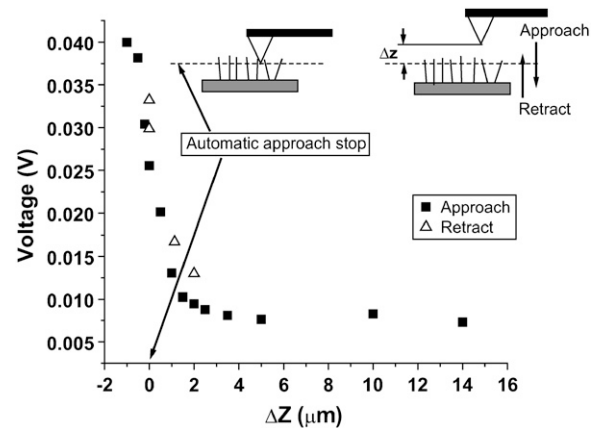 0.040
0.035
0.030
0.025
0.020
0.015
0.010
0.005
Voltage (V)
-2
0
2
4
6
8
10
12
14
16
ΔZ (μm)
Automatic approach stop
Δz
Approach
Retract
Approach
Retract